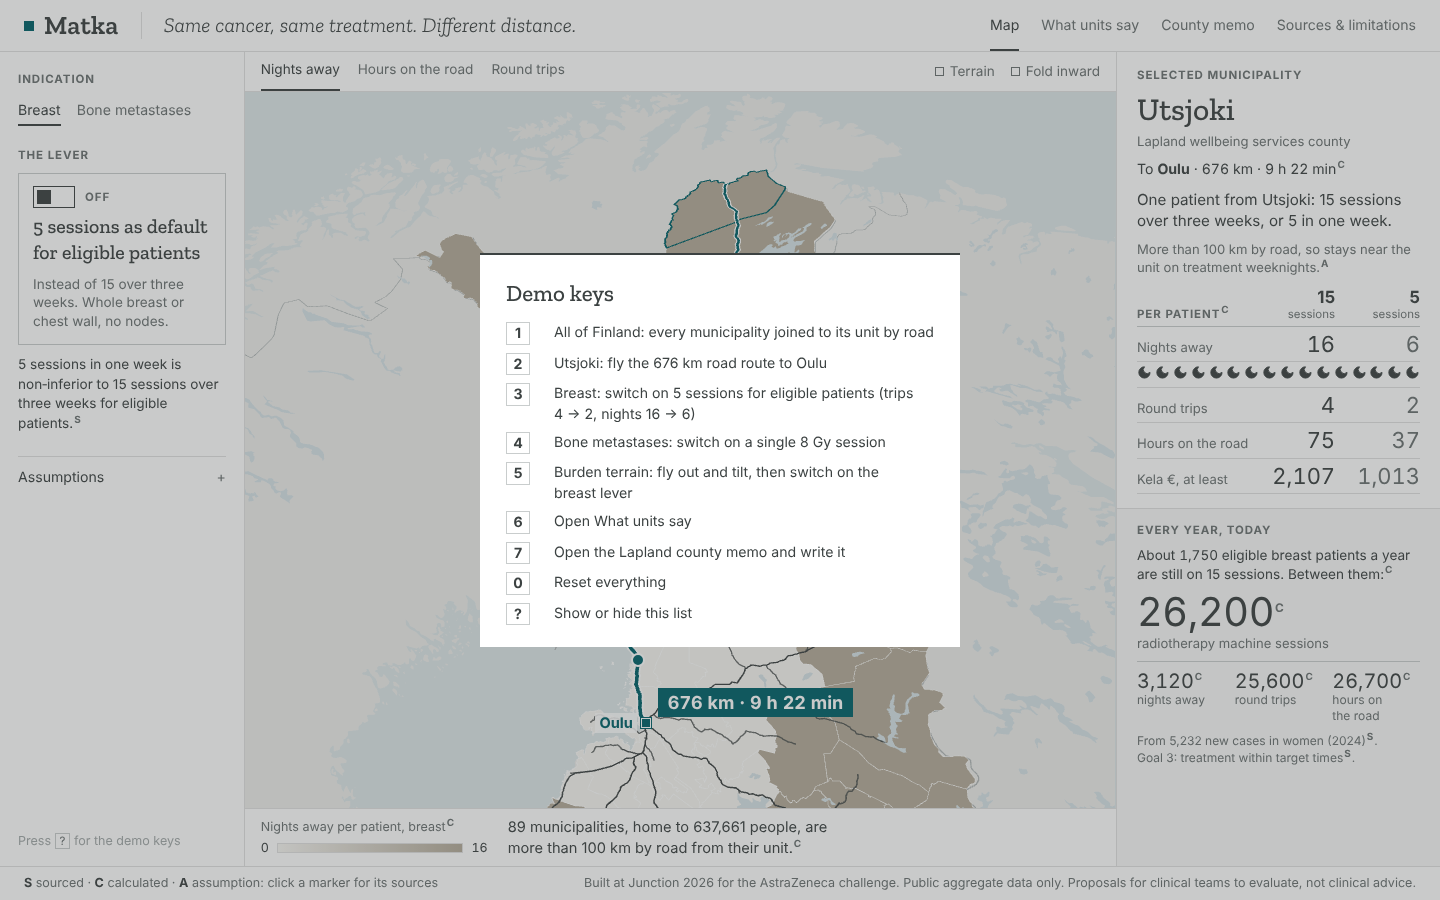 Matka
Same cancer, same treatment. Different distance.
Map
What units say
County memo
Sources & limitations
INDICATION
Breast
Bone metastases
THE LEVER
OFF
5 sessions as default
for eligible patients
Instead of 15 over three
weeks. Whole breast or
chest wall, no nodes.
5 sessions in one week is
non-inferior to 15 sessions over
three weeks for eligible
patients.S
Assumptions +
Press ? for the demo keys
Nights away
Hours on the road
Round trips
Terrain
Fold inward
Demo keys
1 All of Finland: every municipality joined to its unit by road
2 Utsjoki: fly the 676 km road route to Oulu
3 Breast: switch on 5 sessions for eligible patients (trips
4 → 2, nights 16 → 6)
4 Bone metastases: switch on a single 8 Gy session
5 Burden terrain: fly out and tilt, then switch on the
breast lever
6 Open What units say
7 Open the Lapland county memo and write it
0 Reset everything
? Show or hide this list
676 km · 9 h 22 min
Oulu
Nights away per patient, breastC
0 16
89 municipalities, home to 637,661 people, are
more than 100 km by road from their unit.C
SELECTED MUNICIPALITY
Utsjoki
Lapland wellbeing services county
To Oulu · 676 km · 9 h 22 minC
One patient from Utsjoki: 15 sessions
over three weeks, or 5 in one week.
More than 100 km by road, so stays near the
unit on treatment weeknights.A
PER PATIENTC 15 sessions 5 sessions
Nights away 16 6
Round trips 4 2
Hours on the road 75 37
Kela €, at least 2,107 1,013
EVERY YEAR, TODAY
About 1,750 eligible breast patients a year
are still on 15 sessions. Between them:C
26,200C
radiotherapy machine sessions
3,120C 25,600C 26,700C
nights away round trips hours on
the road
From 5,232 new cases in women (2024)S.
Goal 3: treatment within target timesS.
S sourced · C calculated · A assumption: click a marker for its sources
Built at Junction 2026 for the AstraZeneca challenge. Public aggregate data only. Proposals for clinical teams to evaluate, not clinical advice.